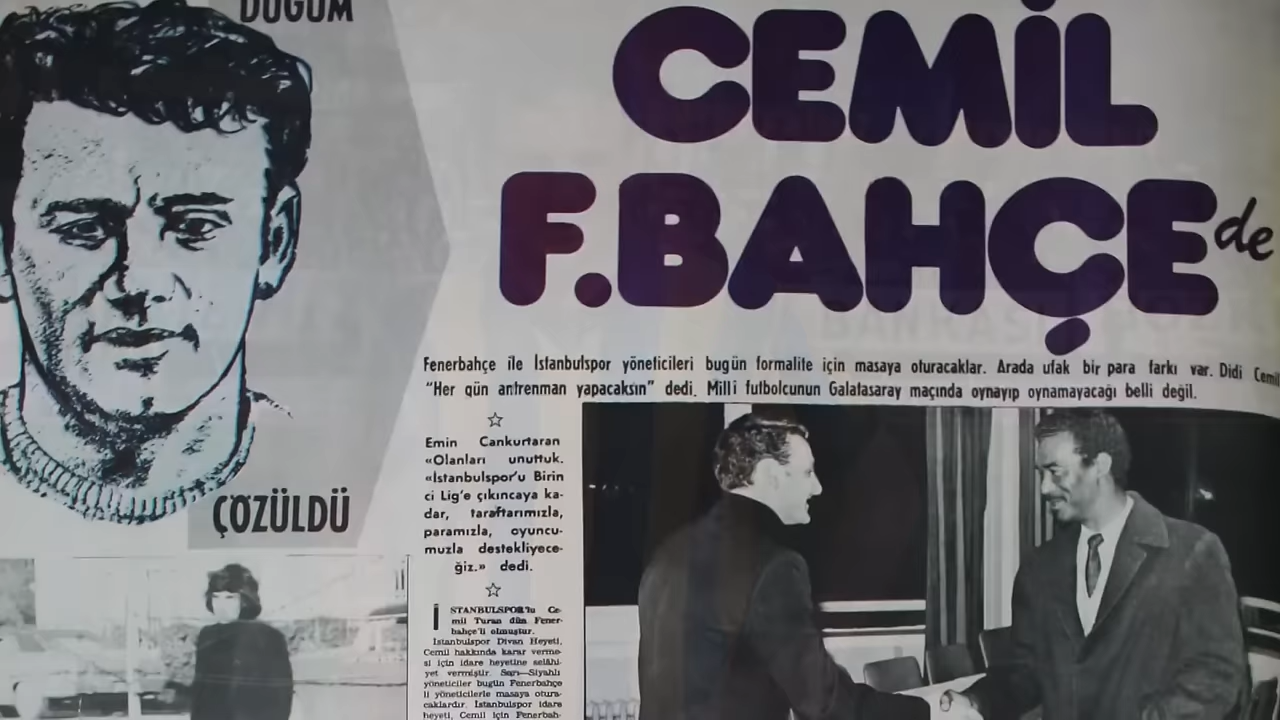 DÜĞÜM
ÇÖZÜLDÜ
CEMİL
F.BAHÇE de
Fenerbahçe ile İstanbulspor yöneticileri bugün formalite için masaya oturacaklar. Arada ufak bir para farkı var. Didi Cemil
“Her gün antrenman yapacaksın” dedi. Millî futbolcunun Galatasaray maçında oynayıp oynamayacağı belli değil.
Emin Cankurtaran
«Olanları unuttuk.
«İstanbulspor'u Birin
ci Lig'e çıkıncaya ka-
dar, taraftarımızla,
paramızla, oyuncu-
muzla destekliyece-
ğiz.» dedi.
İSTANBULSPOR'lu Ce-
mil Turan dün Fener-
bahçe'li olmuştur.
İstanbulspor Divan Heyeti,
Cemil hakkında karar verme-
si için idare heyetine selâhi-
yet vermiştir. Sarı—Siyahlı
yöneticiler bugün Fenerbahçe
li yöneticilerle masaya otura-
caklardır. İstanbulspor idare
heyeti, Cemil için Fenerbah-